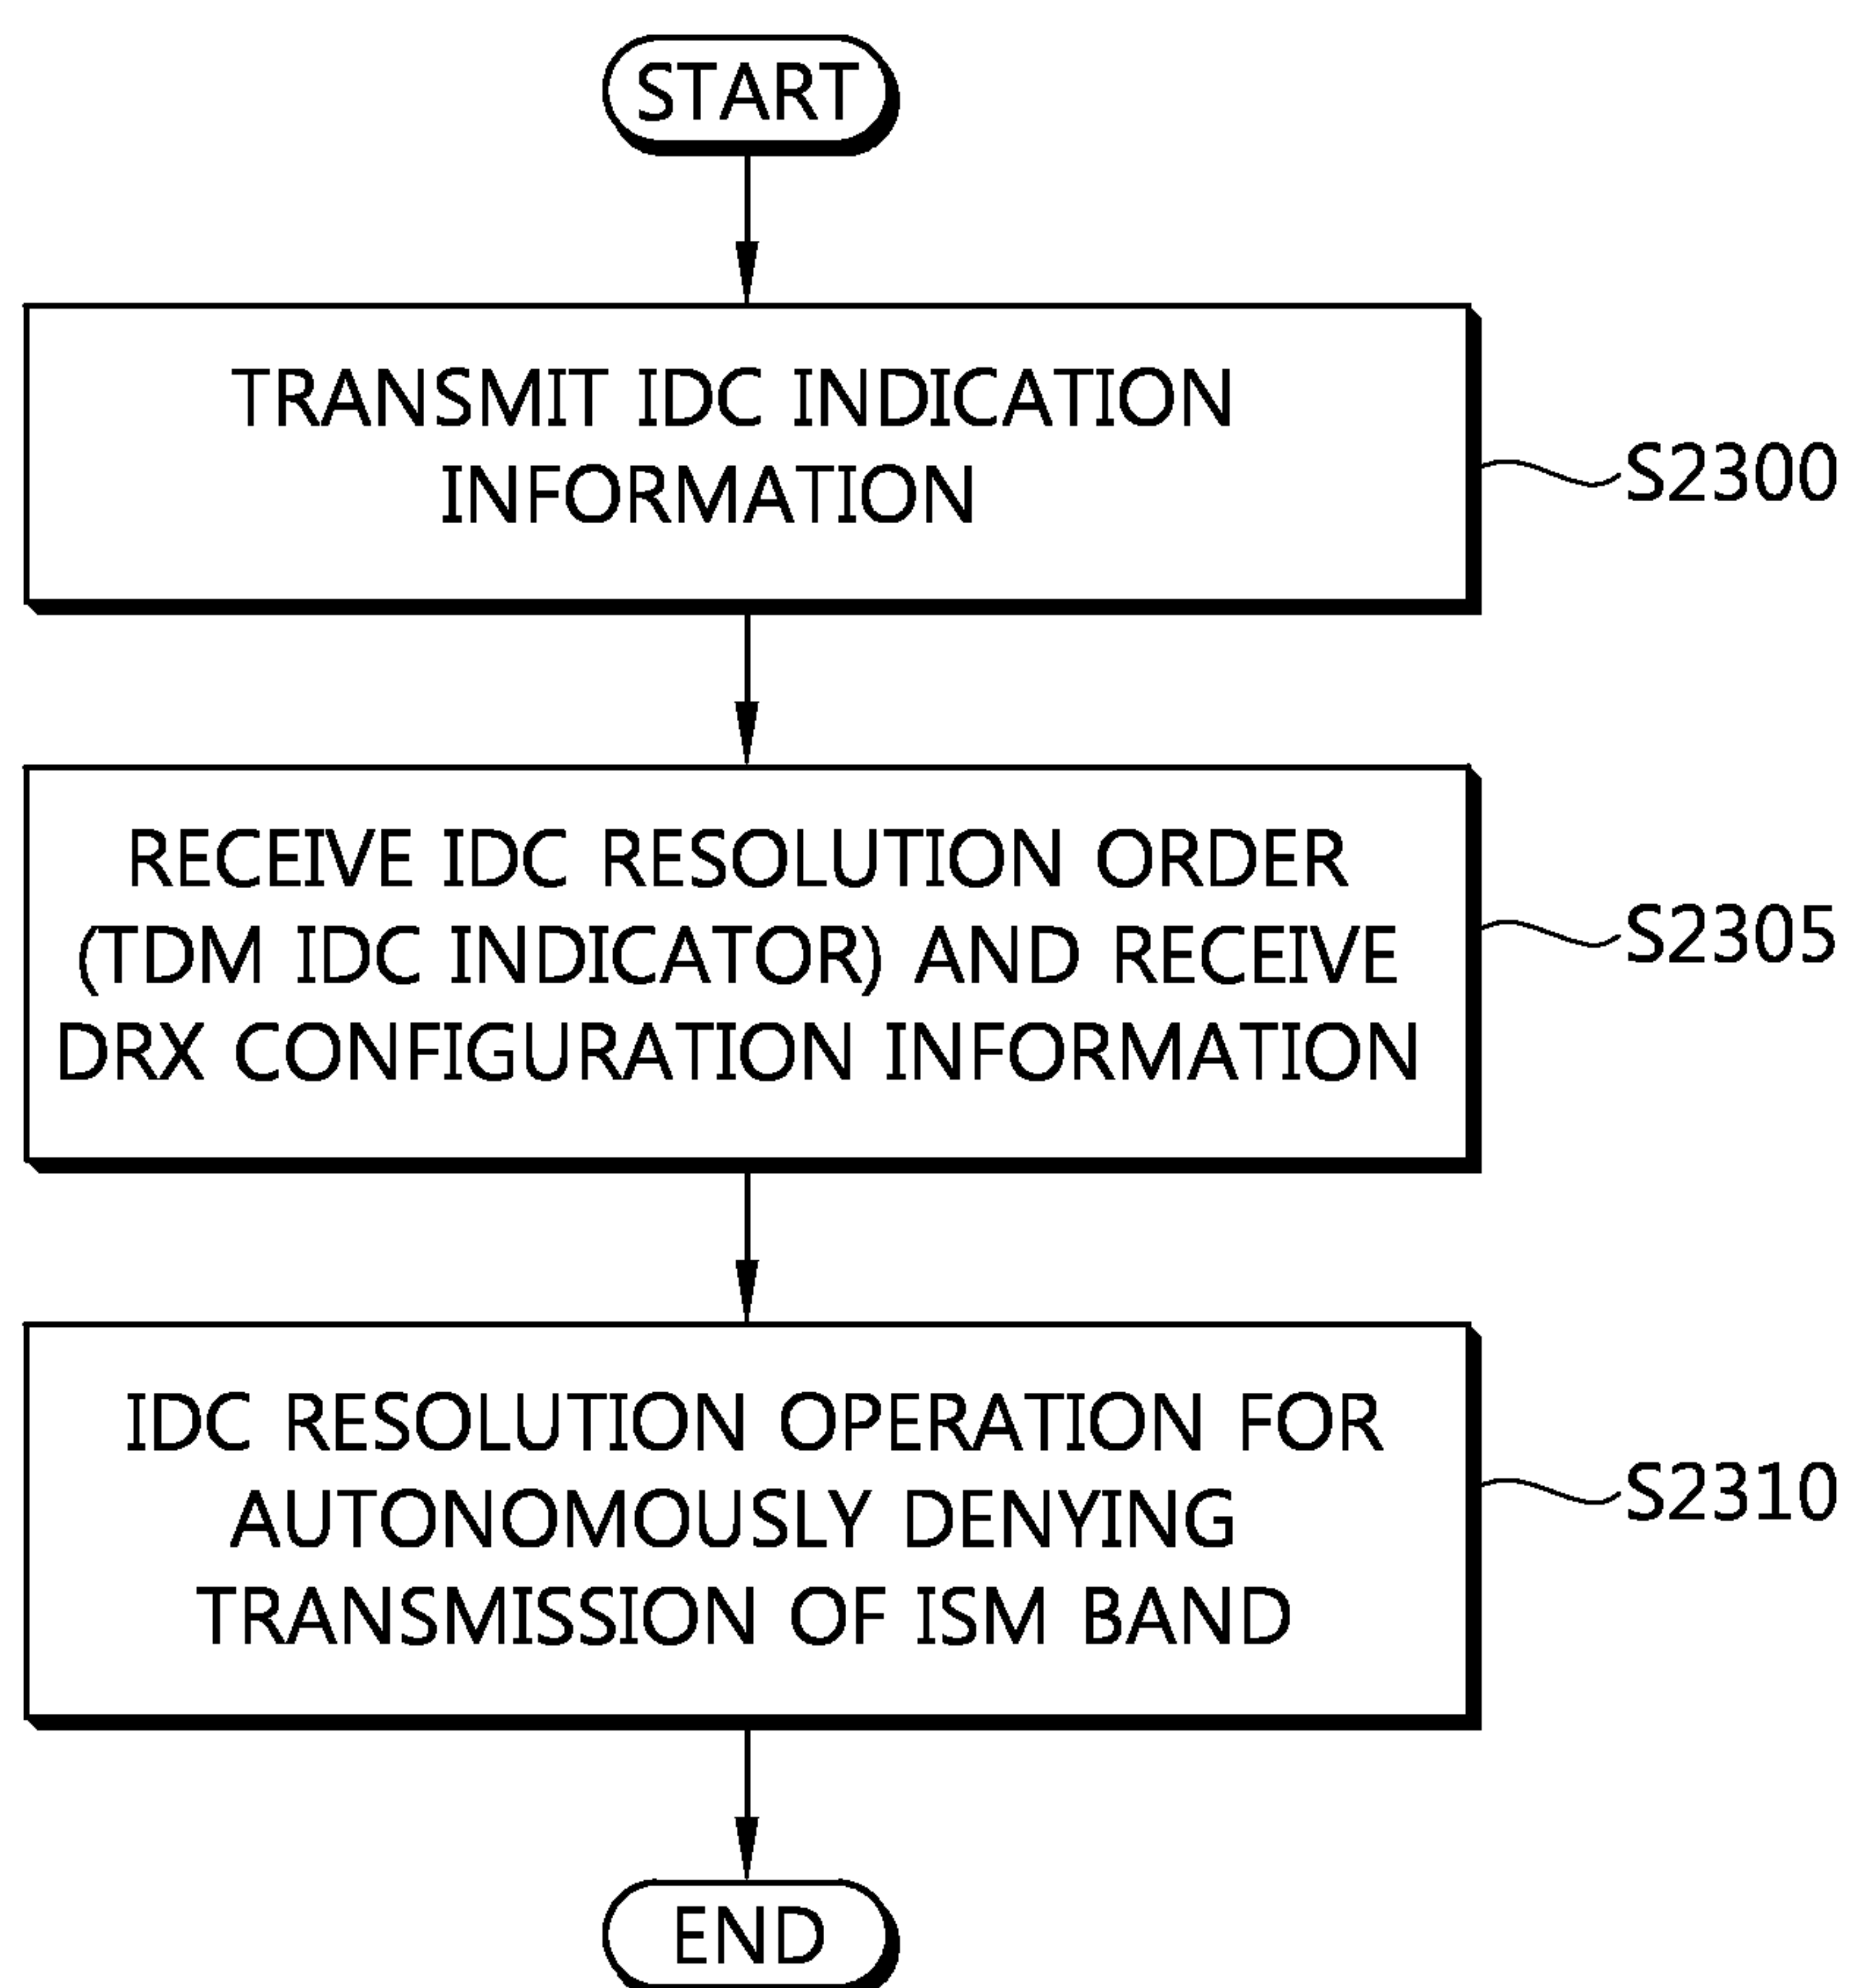 START
TRANSMIT IDC INDICATION
INFORMATION
S2300
RECEIVE IDC RESOLUTION ORDER
(TDM IDC INDICATOR) AND RECEIVE
DRX CONFIGURATION INFORMATION
S2305
IDC RESOLUTION OPERATION FOR
AUTONOMOUSLY DENYING
TRANSMISSION OF ISM BAND
S2310
END